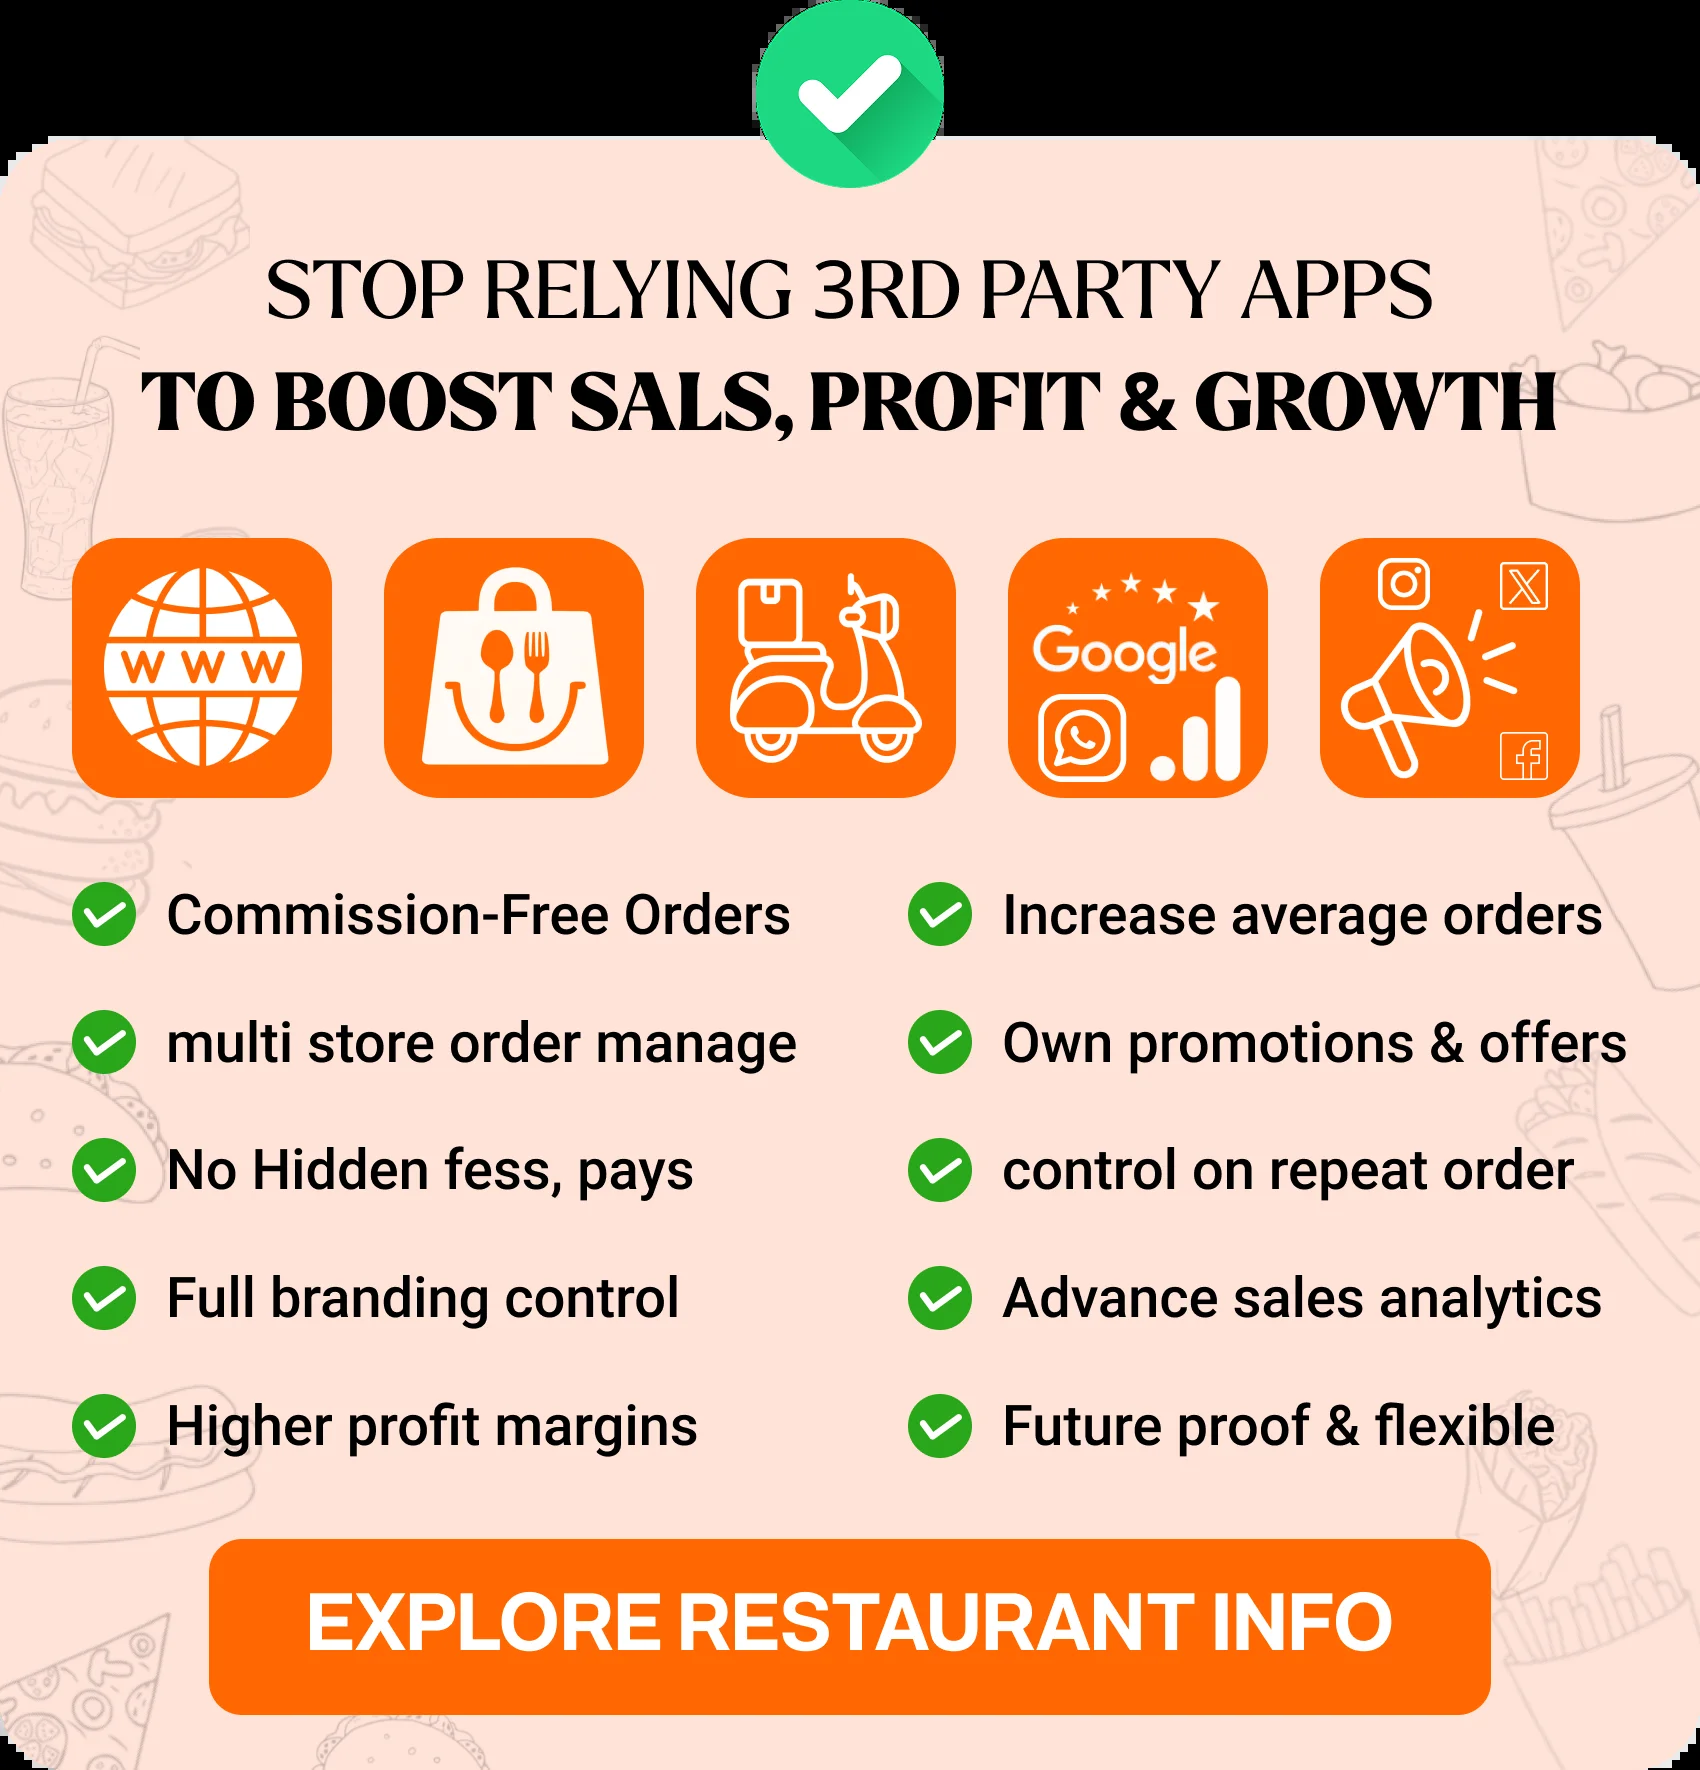 STOP RELYING 3RD PARTY APPS
TO BOOST SALS, PROFIT & GROWTH
W W W
Google
Commission-Free Orders
Increase average orders
multi store order manage
Own promotions & offers
No Hidden fess, pays
control on repeat order
Full branding control
Advance sales analytics
Higher profit margins
Future proof & flexible
EXPLORE RESTAURANT INFO